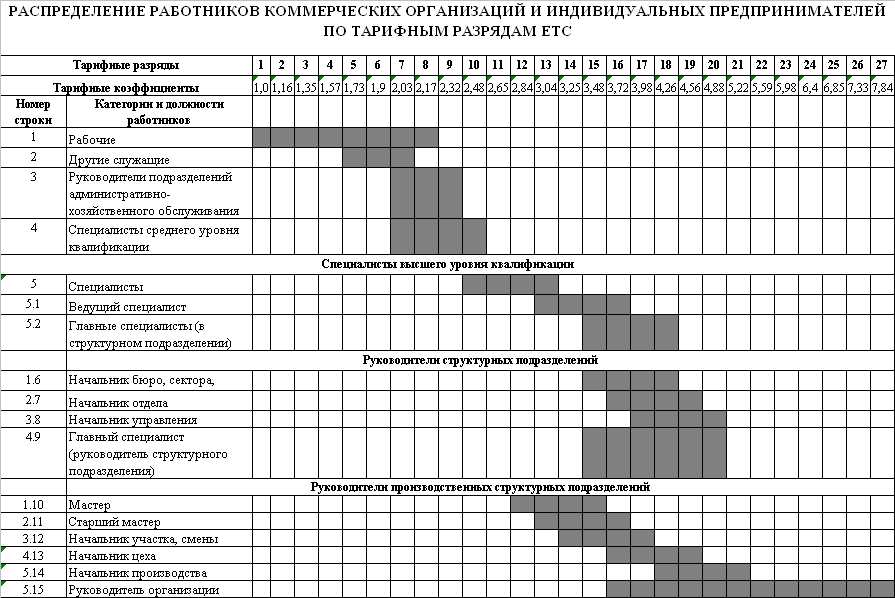 РАСПРЕДЕЛЕНИЕ РАБОТНИКОВ КОММЕРЧЕСКИХ ОРГАНИЗАЦИЙ И ИНДИВИДУАЛЬНЫХ ПРЕДПРИНИМАТЕЛЕЙ
ПО ТАРИФНЫМ РАЗРЯДАМ ЕТС
Тарифные разряды 1 2 3 4 5 6 7 8 9 10 11 12 13 14 15 16 17 18 19 20 21 22 23 24 25 26 27
Тарифные коэффициенты 1,0 1,16 1,35 1,57 1,73 1,9 2,03 2,17 2,32 2,48 2,65 2,84 3,04 3,25 3,48 3,72 3,98 4,26 4,56 4,88 5,22 5,59 5,98 6,4 6,85 7,33 7,84
Номер Категории и должности
строки работников
1 Рабочие
2 Другие служащие
3 Руководители подразделений
административно-
хозяйственного обслуживания
4 Специалисты среднего уровня
квалификации
Специалисты высшего уровня квалификации
5 Специалисты
5.1 Ведущий специалист
5.2 Главные специалисты (в
структурном подразделении)
Руководители структурных подразделений
1.6 Начальник бюро, сектора,
2.7 Начальник отдела
3.8 Начальник управления
4.9 Главный специалист
(руководитель структурного
подразделения)
Руководители производственных структурных подразделений
1.10 Мастер
2.11 Старший мастер
3.12 Начальник участка, смены
4.13 Начальник цеха
5.14 Начальник производства
5.15 Руководитель организации